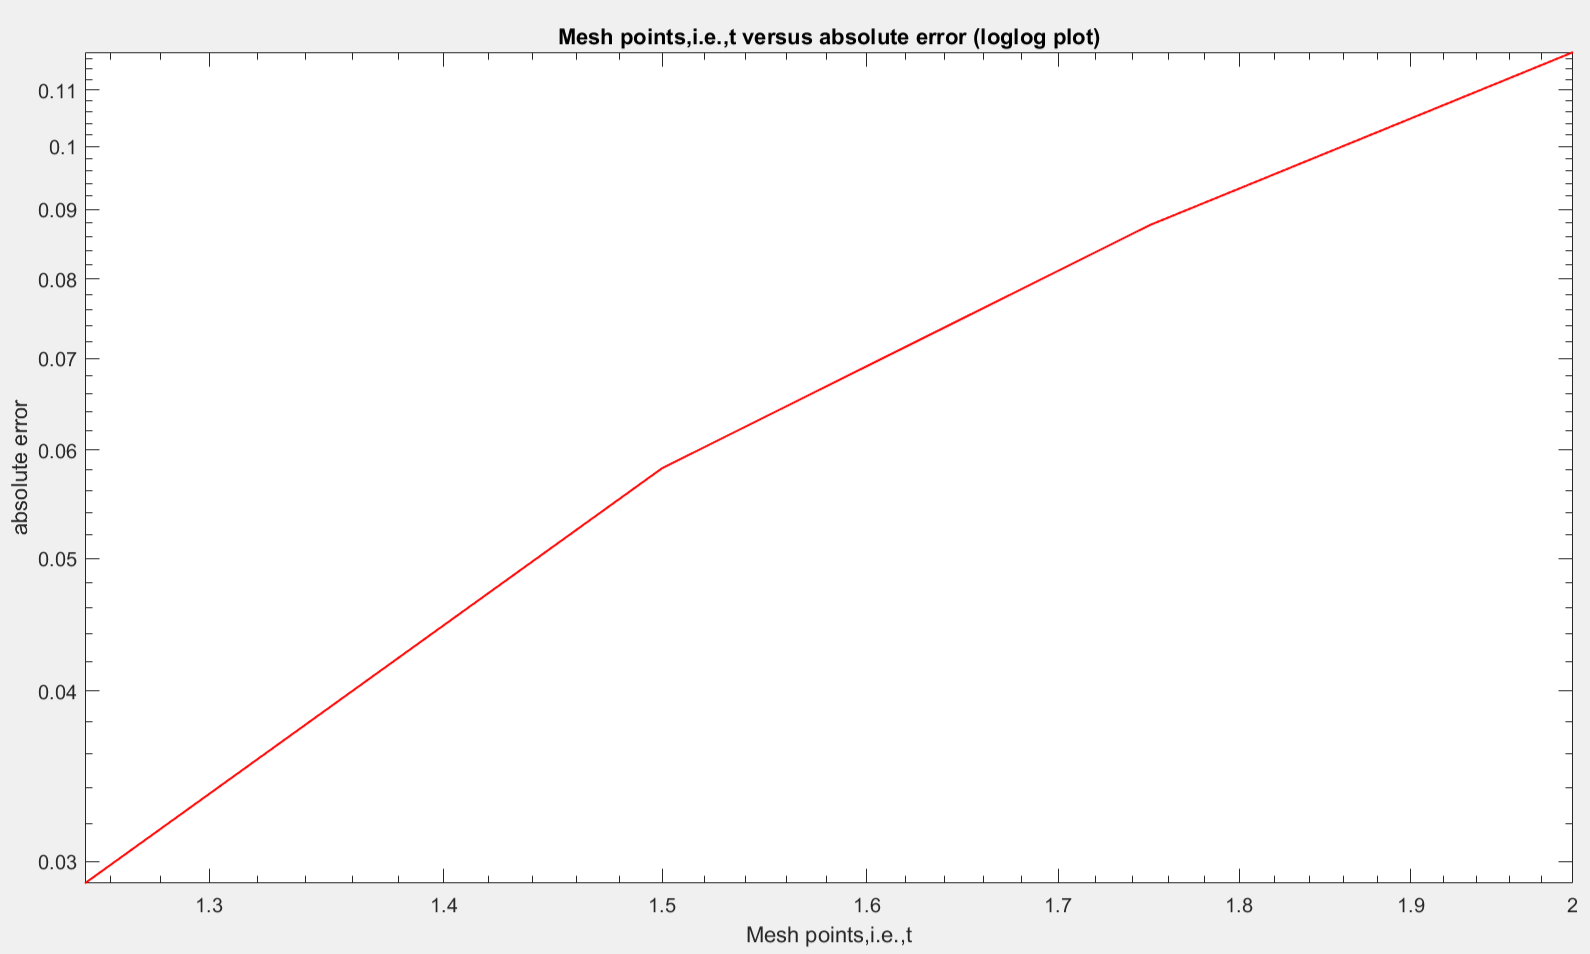 Mesh points,i.e.,t versus absolute error (loglog plot)
0.11
0.1
0.09
0.08
0.07
0.06
0.05
0.04
0.03
absolute error
1.3 1.4 1.5 1.6 1.7 1.8 1.9 2
Mesh points,i.e.,t